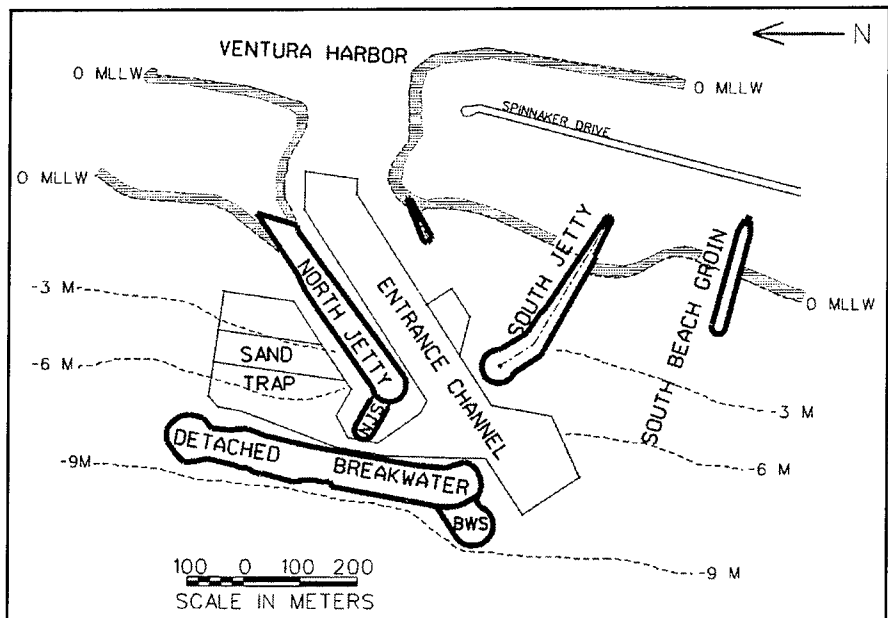 VENTURA HARBOR
N
0 MLLW
0 MLLW
SPINNAKER DRIVE
0 MLLW
NORTH JETTY
ENTRANCE CHANNEL
SOUTH JETTY
SOUTH BEACH GROIN
0 MLLW
-3 M
SAND
-6 M
TRAP
NJS
-3 M
DETACHED BREAKWATER
-6 M
-9M
BWS
-9 M
100 0 100 200
SCALE IN METERS